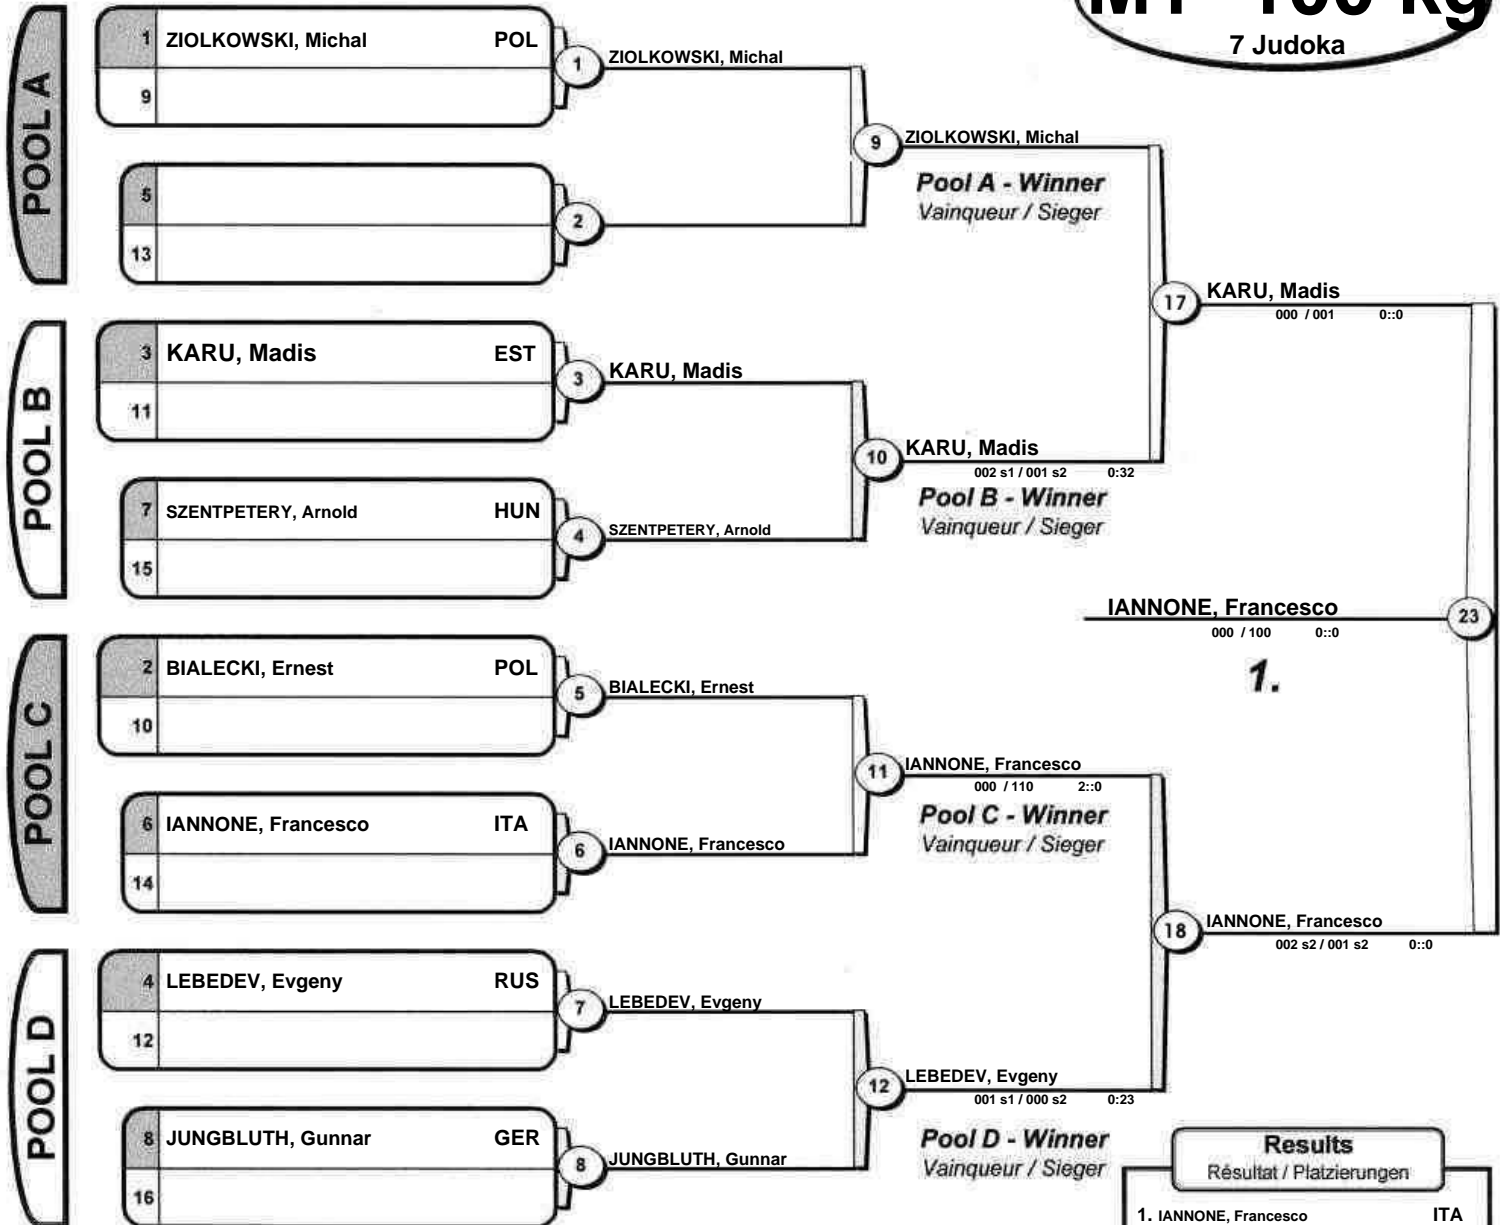 7 Judoka
POOL A
1 ZIOLKOWSKI, Michal POL
9
1 ZIOLKOWSKI, Michal
5
13
2
9 ZIOLKOWSKI, Michal
Pool A - Winner
Vainqueur / Sieger
POOL B
3 KARU, Madis EST
11
3 KARU, Madis
7 SZENTPETERY, Arnold HUN
15
4 SZENTPETERY, Arnold
10 KARU, Madis
002 s1 / 001 s2 0:32
Pool B - Winner
Vainqueur / Sieger
17 KARU, Madis
000 / 001 0::0
IANNONE, Francesco 23
000 / 100 0::0
1.
POOL C
2 BIALECKI, Ernest POL
10
5 BIALECKI, Ernest
6 IANNONE, Francesco ITA
14
6 IANNONE, Francesco
11 IANNONE, Francesco
000 / 110 2::0
Pool C - Winner
Vainqueur / Sieger
18 IANNONE, Francesco
002 s2 / 001 s2 0::0
POOL D
4 LEBEDEV, Evgeny RUS
12
7 LEBEDEV, Evgeny
8 JUNGBLUTH, Gunnar GER
16
8 JUNGBLUTH, Gunnar
12 LEBEDEV, Evgeny
001 s1 / 000 s2 0:23
Pool D - Winner
Vainqueur / Sieger
Results
Résultat / Platzierungen
1. IANNONE, Francesco ITA